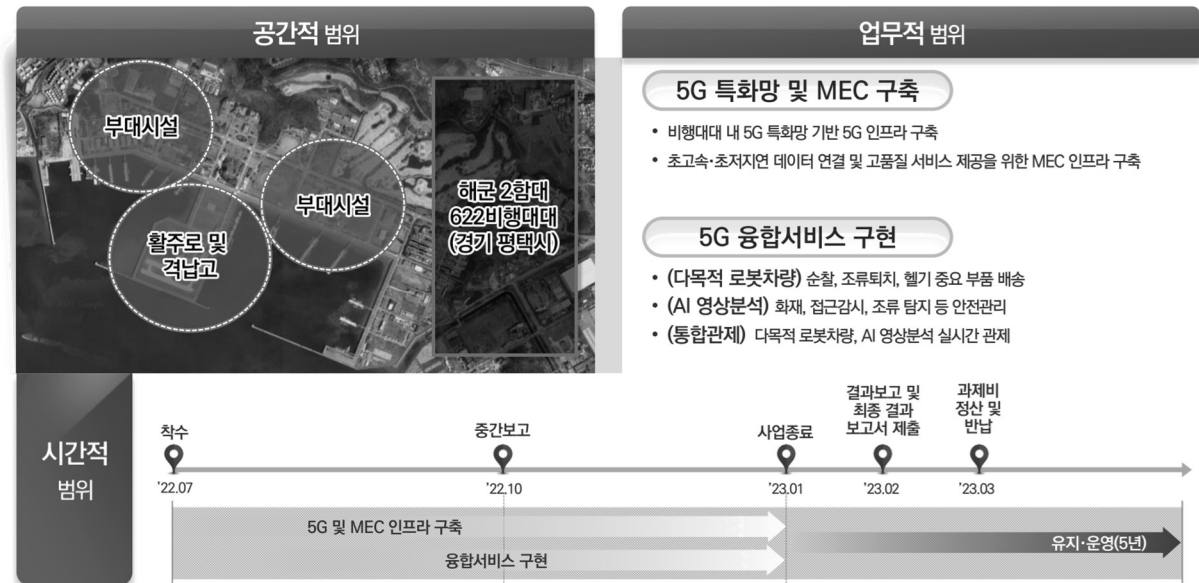 공간적 범위
부대시설
부대시설
활주로 및
격납고
해군 2함대
622비행대대
(경기 평택시)
업무적 범위
5G 특화망 및 MEC 구축
• 비행대대 내 5G 특화망 기반 5G 인프라 구축
• 초고속·초저지연 데이터 연결 및 고품질 서비스 제공을 위한 MEC 인프라 구축
5G 융합서비스 구현
• (다목적 로봇차량) 순찰, 조류퇴치, 헬기 중요 부품 배송
• (AI 영상분석) 화재, 접근감시, 조류 탐지 등 안전관리
• (통합관제) 다목적 로봇차량, AI 영상분석 실시간 관제
시간적
범위
착수
중간보고
사업종료
결과보고 및
최종 결과
보고서 제출
과제비
정산 및
반납
'22.07
'22.10
'23.01
'23.02
'23.03
5G 및 MEC 인프라 구축
융합서비스 구현
유지·운영(5년)